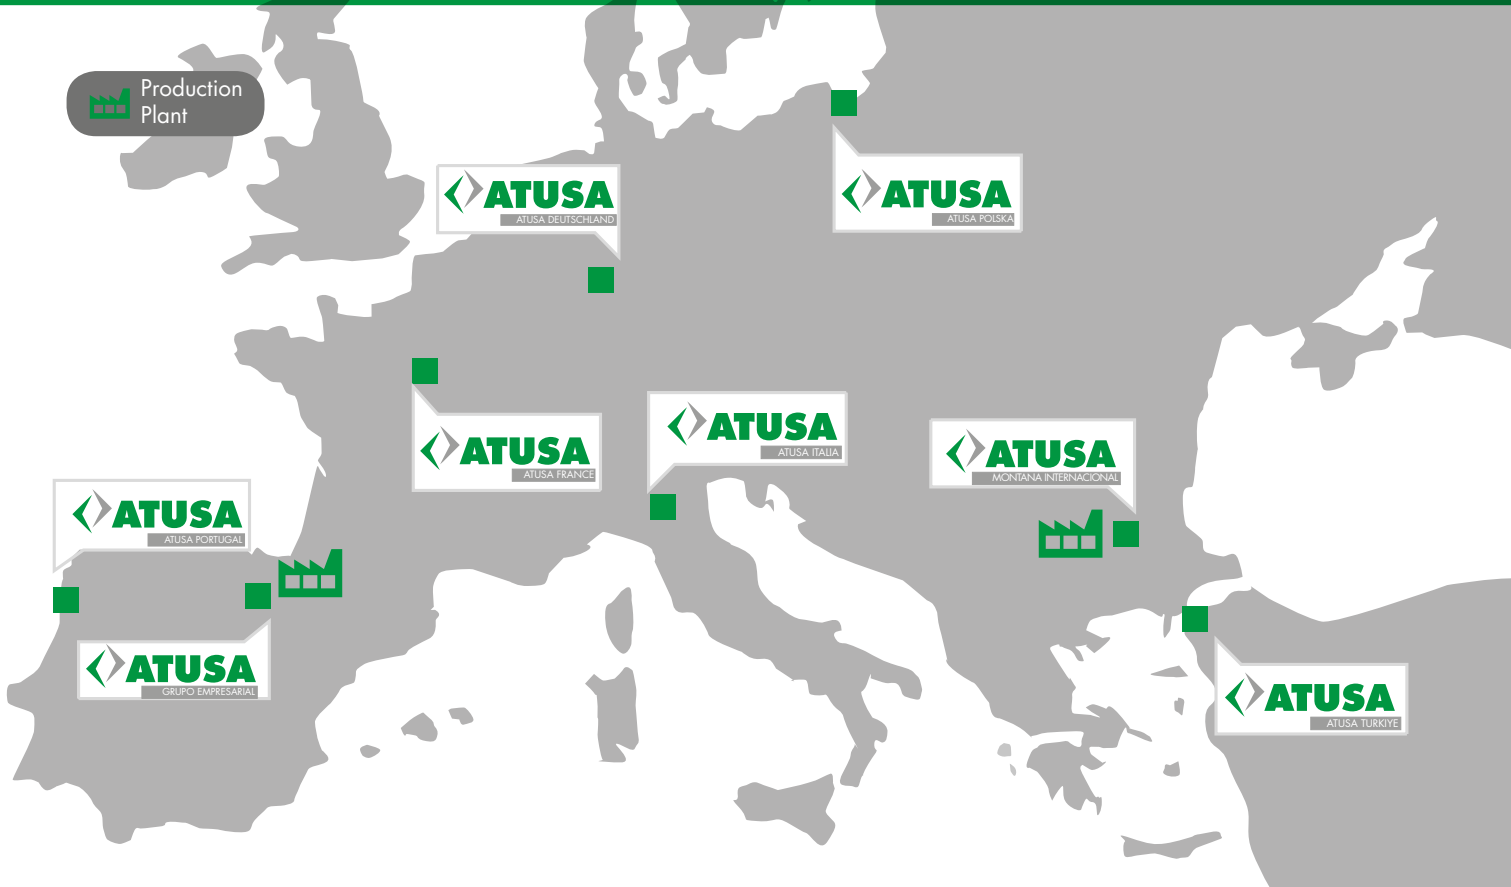 Production
Plant
ATUSA
ATUSA DEUTSCHLAND
ATUSA
ATUSA POLSKA
ATUSA
ATUSA FRANCE
ATUSA
ATUSA ITALIA
ATUSA
MONTANA INTERNACIONAL
ATUSA
ATUSA PORTUGAL
ATUSA
GRUPO EMPRESARIAL
ATUSA
ATUSA TURKIYE